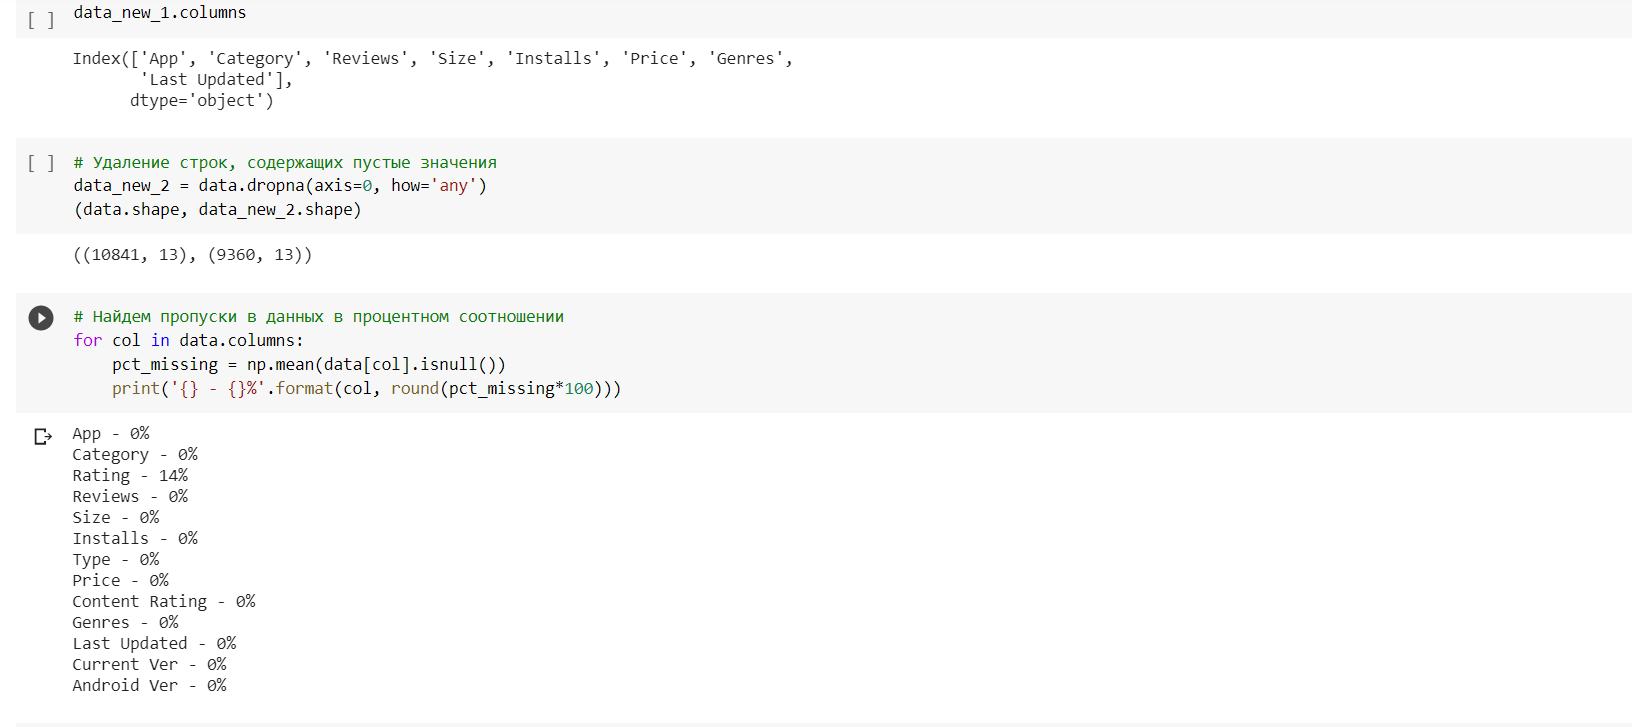 [ ] data_new_1.columns
Index(['App', 'Category', 'Reviews', 'Size', 'Installs', 'Price', 'Genres',
'Last Updated'],
dtype='object')
[ ] # Удаление строк, содержащих пустые значения
data_new_2 = data.dropna(axis=0, how='any')
(data.shape, data_new_2.shape)
((10841, 13), (9360, 13))
# Найдем пропуски в данных в процентном соотношении
for col in data.columns:
pct_missing = np.mean(data[col].isnull())
print('{} - {}%'.format(col, round(pct_missing*100)))
App - 0%
Category - 0%
Rating - 14%
Reviews - 0%
Size - 0%
Installs - 0%
Type - 0%
Price - 0%
Content Rating - 0%
Genres - 0%
Last Updated - 0%
Current Ver - 0%
Android Ver - 0%